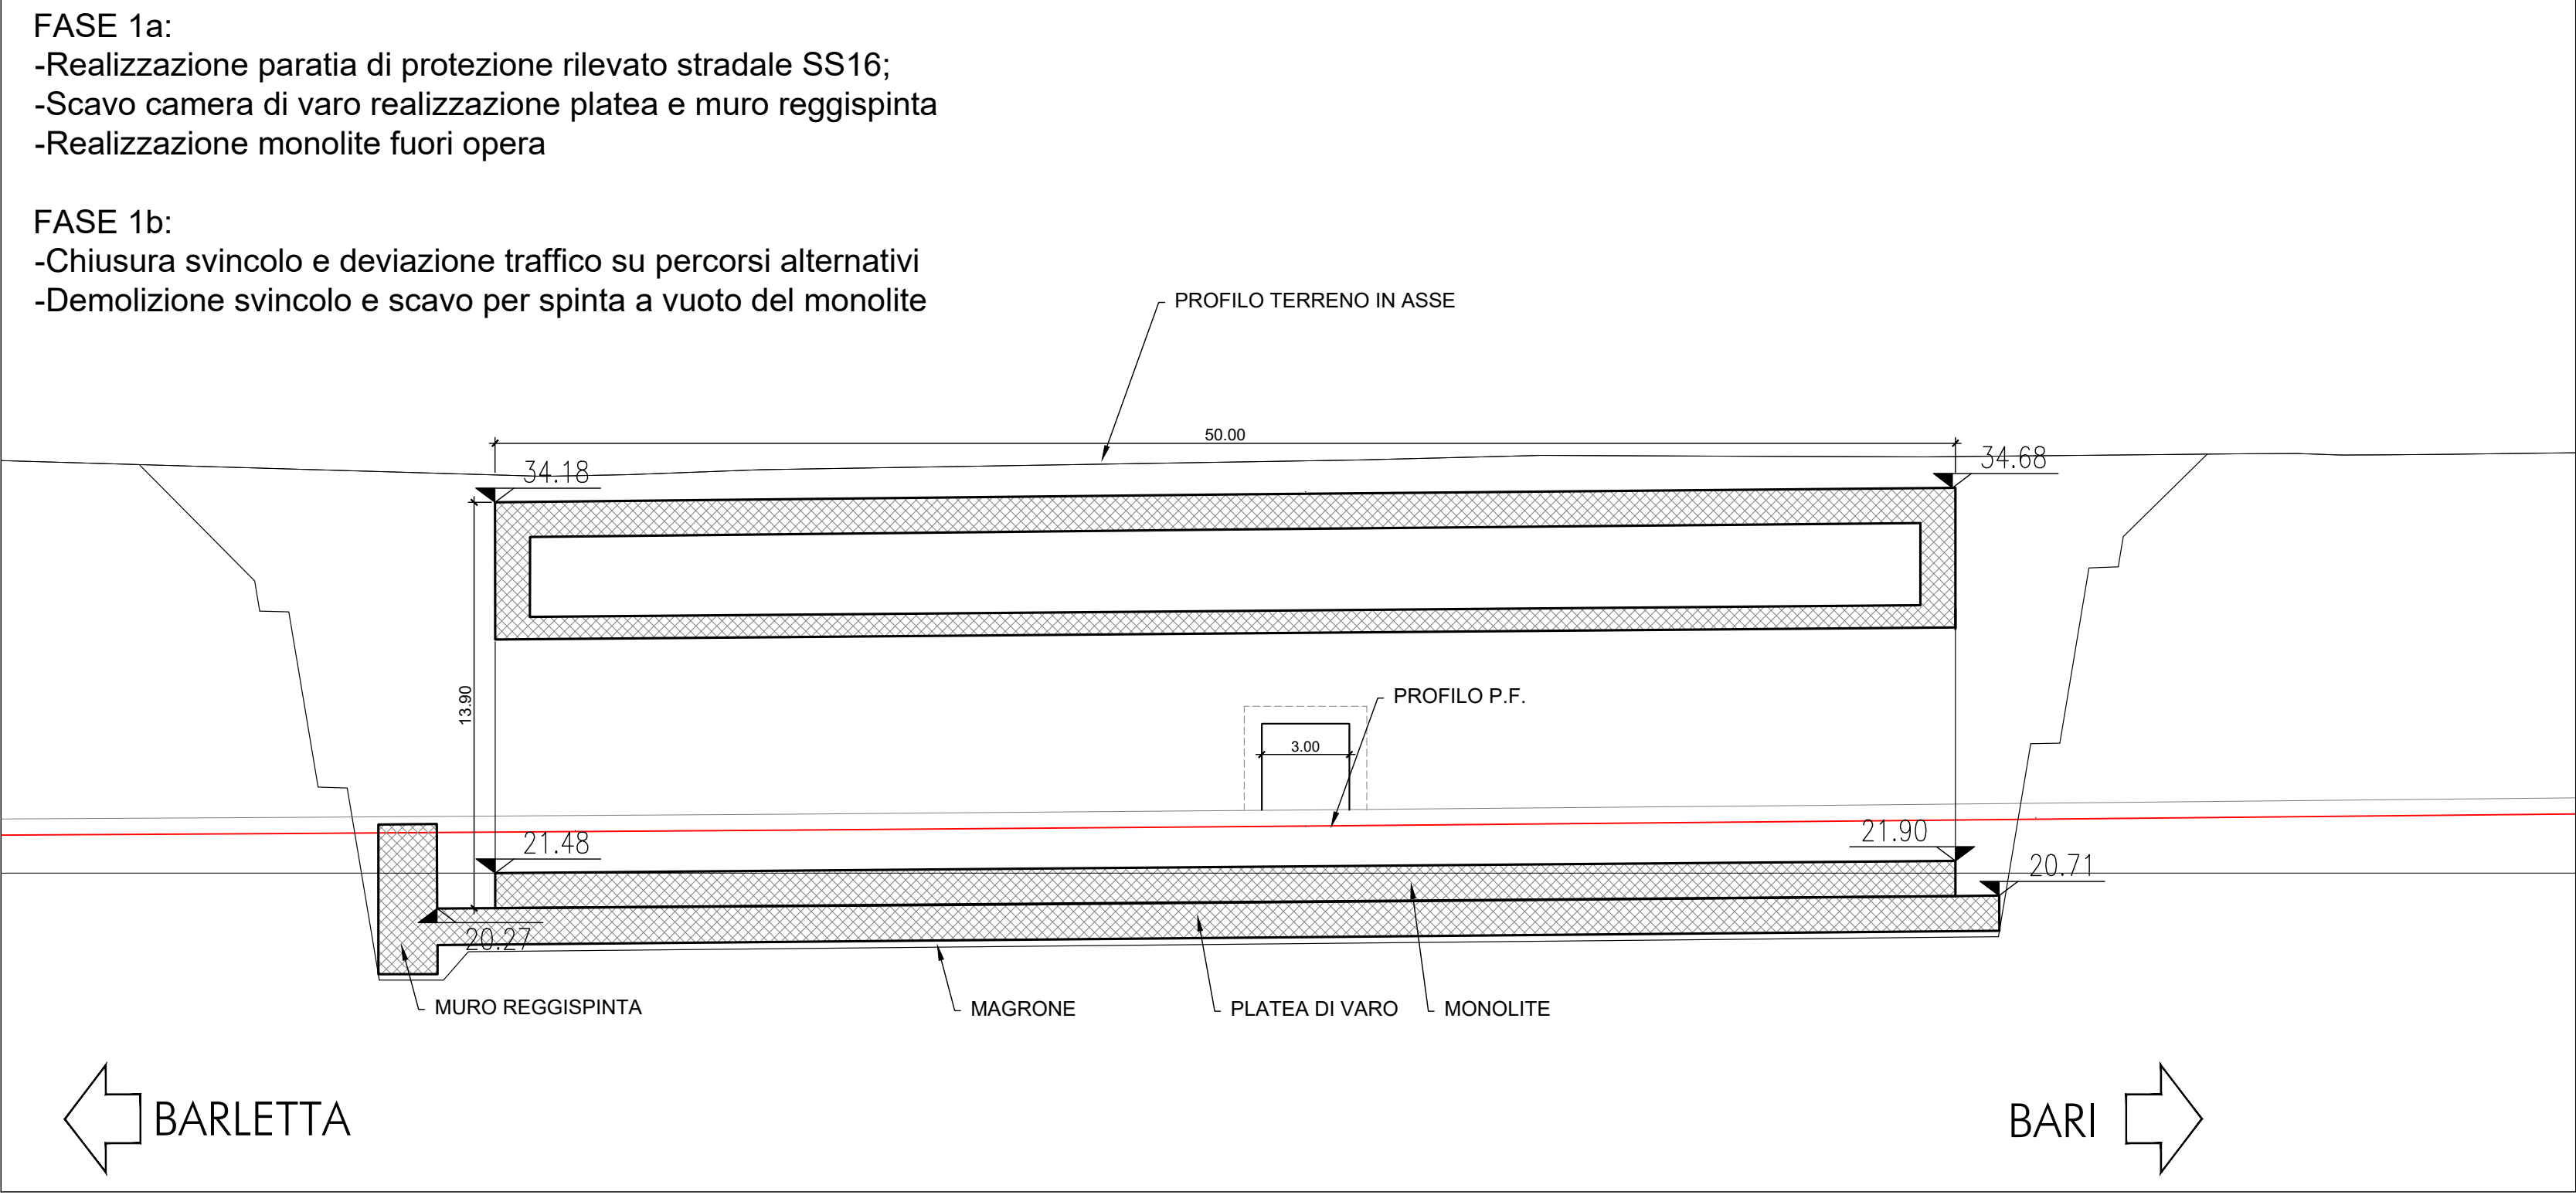 FASE 1a:
-Realizzazione paratia di protezione rilevato stradale SS16;
-Scavo camera di varo realizzazione platea e muro reggispinta
-Realizzazione monolite fuori opera
FASE 1b:
-Chiusura svincolo e deviazione traffico su percorsi alternativi
-Demolizione svincolo e scavo per spinta a vuoto del monolite
PROFILO TERRENO IN ASSE
50.00
34.18
34.68
13.90
PROFILO P.F.
3.00
21.48
21.90
20.71
20.27
MURO REGGISPINTA
MAGRONE
PLATEA DI VARO
MONOLITE
BARLETTA
BARI